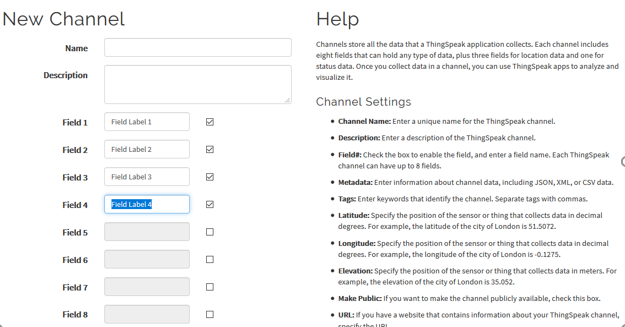 New Channel
Name
Description
Field 1 Field Label 1
Field 2 Field Label 2
Field 3 Field Label 3
Field 4 Field Label 4
Field 5
Field 6
Field 7
Field 8
Help
Channels store all the data that a ThingSpeak application collects. Each channel includes
eight fields that can hold any type of data, plus three fields for location data and one for
status data. Once you collect data in a channel, you can use ThingSpeak apps to analyze and
visualize it.
Channel Settings
• Channel Name: Enter a unique name for the ThingSpeak channel.
• Description: Enter a description of the ThingSpeak channel.
• Field#: Check the box to enable the field, and enter a field name. Each ThingSpeak
channel can have up to 8 fields.
• Metadata: Enter information about channel data, including JSON, XML, or CSV data.
• Tags: Enter keywords that identify the channel. Separate tags with commas.
• Latitude: Specify the position of the sensor or thing that collects data in decimal
degrees. For example, the latitude of the city of London is 51.5072.
• Longitude: Specify the position of the sensor or thing that collects data in decimal
degrees. For example, the longitude of the city of London is -0.1275.
• Elevation: Specify the position of the sensor or thing that collects data in meters. For
example, the elevation of the city of London is 35.052.
• Make Public: If you want to make the channel publicly available, check this box.
• URL: If you have a website that contains information about your ThingSpeak channel,
specify the URL.